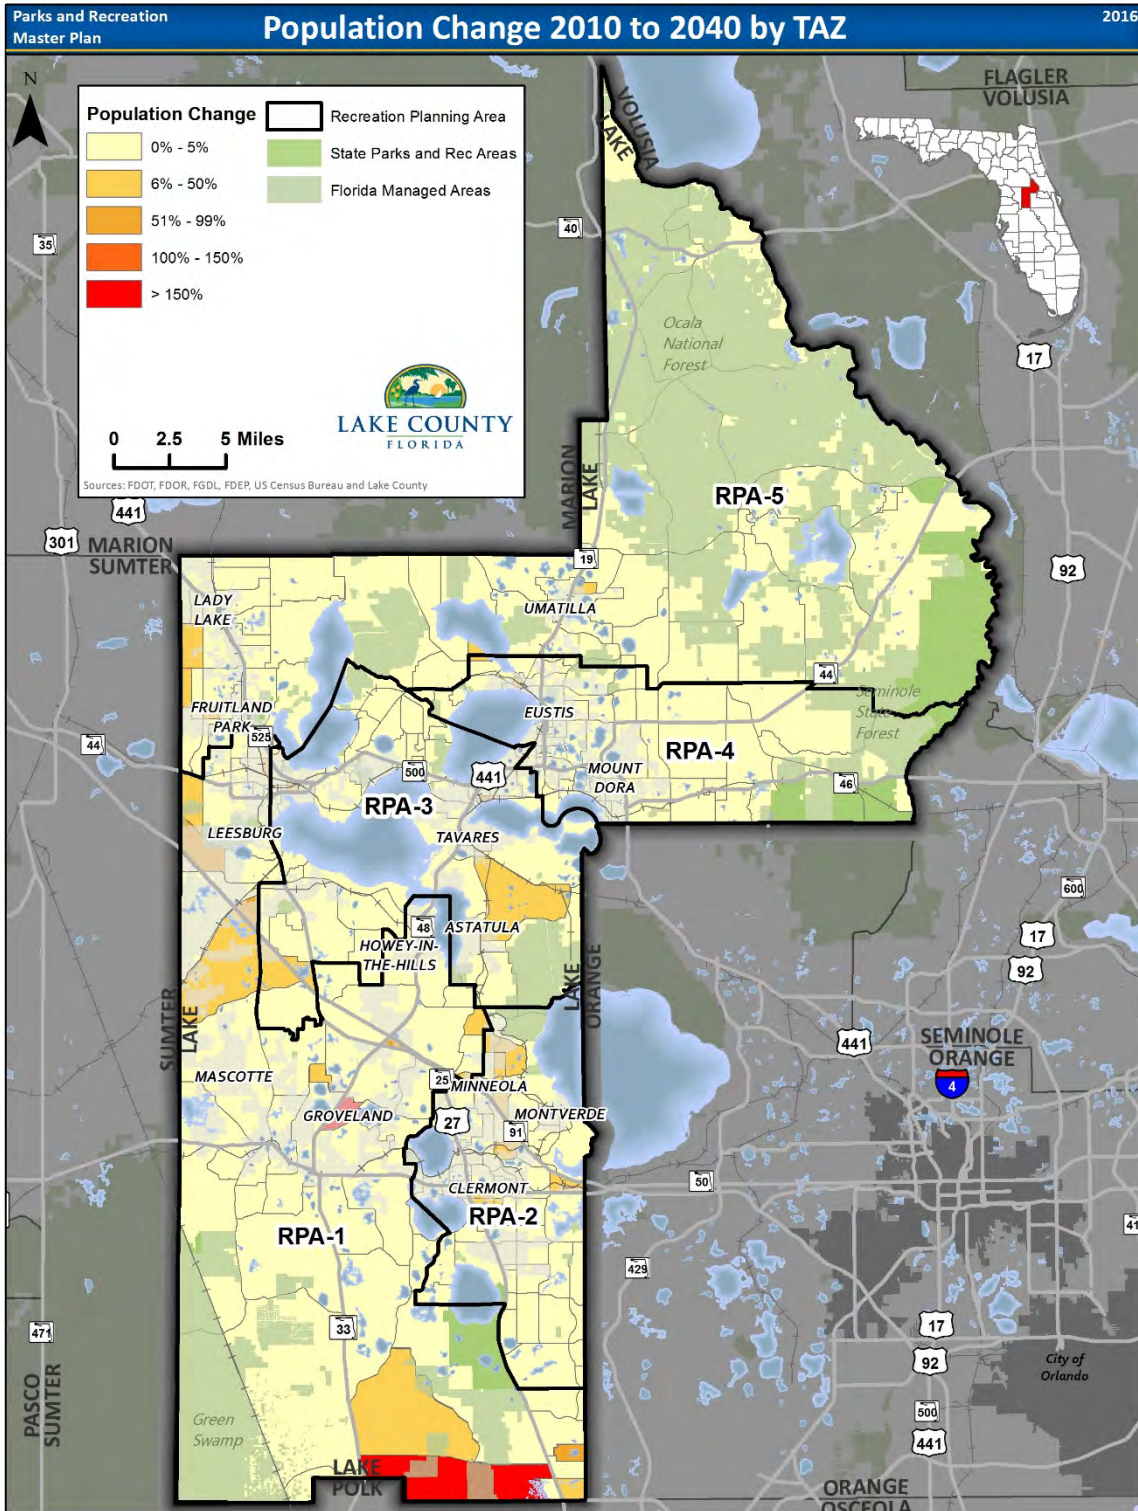 Parks and Recreation
Master Plan
Population Change 2010 to 2040 by TAZ
2016
N
Population Change
0% - 5%
6% - 50%
51% - 99%
100% - 150%
> 150%
Recreation Planning Area
State Parks and Rec Areas
Florida Managed Areas
0 2.5 5 Miles
LAKE COUNTY
FLORIDA
Sources: FDOT, FDOR, FGDL, FDEP, US Census Bureau and Lake County
FLAGLER
VOLUSIA
VOLUSIA
LAKE
35
40
17
Ocala
National
Forest
MARION
LAKE
RPA-5
441
301
MARION
SUMTER
19
92
LADY
LAKE
UMATILLA
44
Seminole
State
Forest
FRUITLAND
PARK
525
EUSTIS
RPA-4
44
500
441
MOUNT
DORA
46
RPA-3
LEESBURG
TAVARES
600
48
ASTATULA
HOWEY-IN-
THE-HILLS
17
92
LAKE
ORANGE
SUMTER
LAKE
441
SEMINOLE
ORANGE
4
MASCOTTE
25
MINNEOLA
GROVELAND
27
91
MONTVERDE
50
CLERMONT
RPA-2
RPA-1
41
429
33
471
17
92
City of
Orlando
PASCO
SUMTER
Green
Swamp
500
441
LAKE
POLK
ORANGE
OSCEOLA